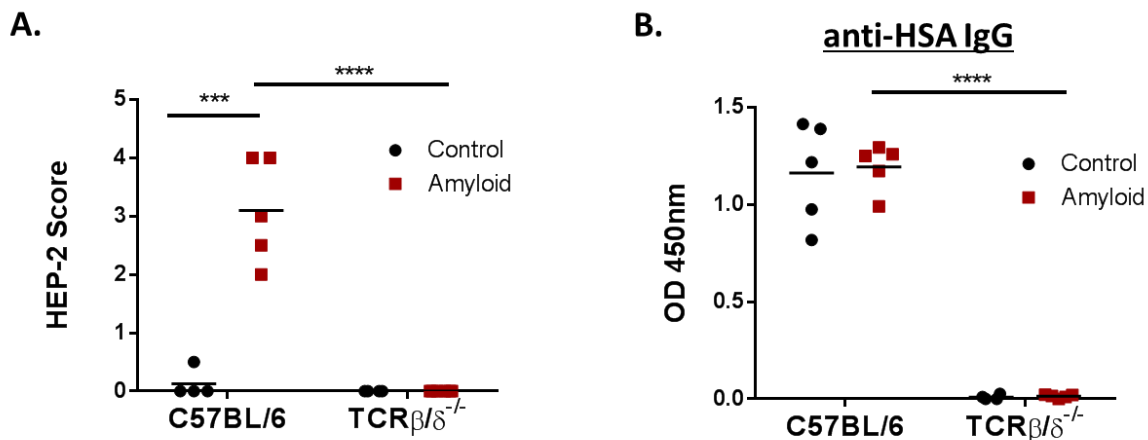 A.
***
****
HEP-2 Score
5
4
3
2
1
0
Control
Amyloid
C57BL/6
TCRβ/δ-/-
B.
anti-HSA IgG
****
OD 450nm
1.5
1.0
0.5
0.0
Control
Amyloid
C57BL/6
TCRβ/δ-/-